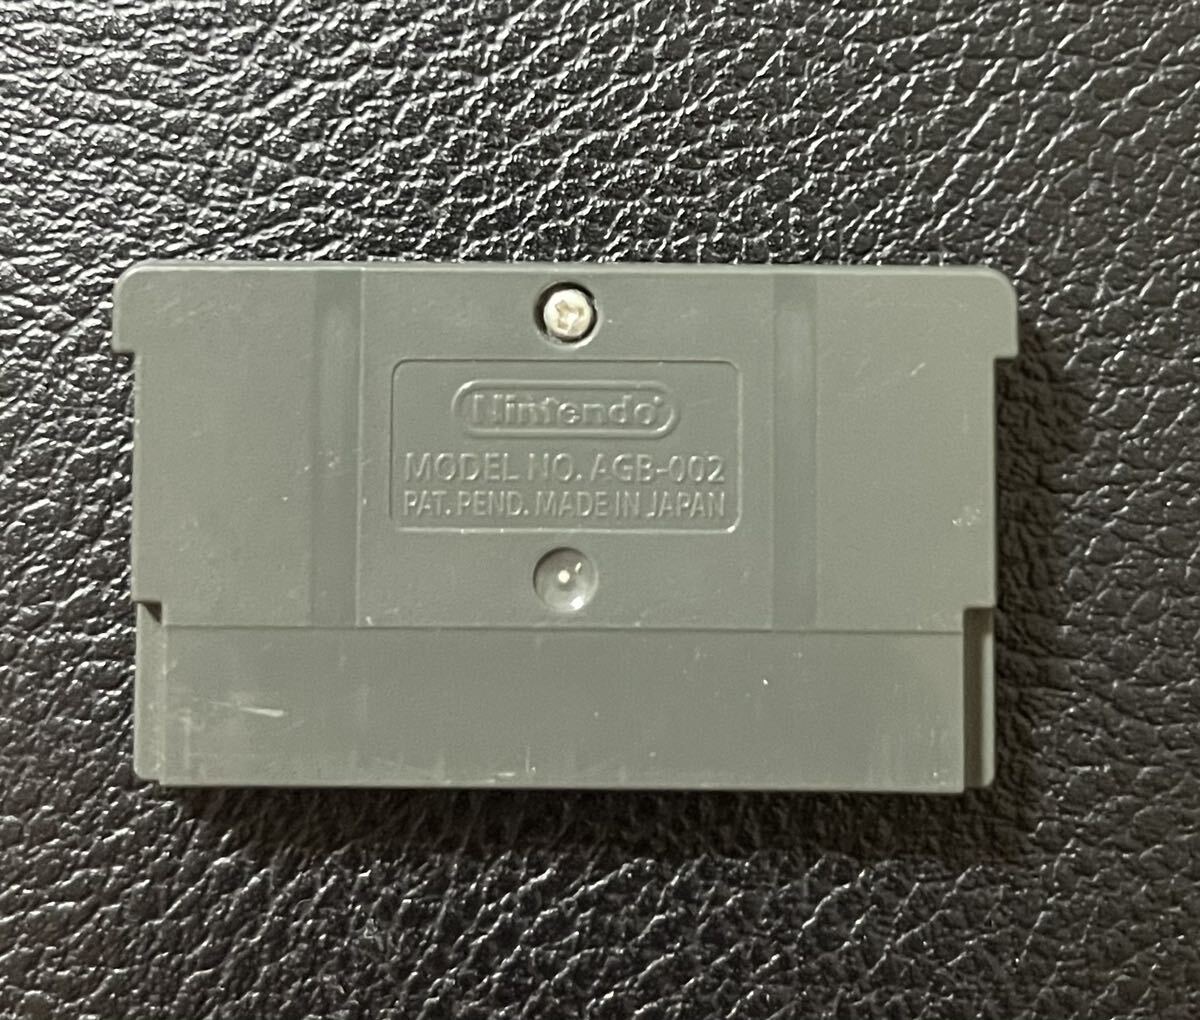 Nintendo
MODEL NO. AGB-002
PAT. PEND. MADE IN JAPAN